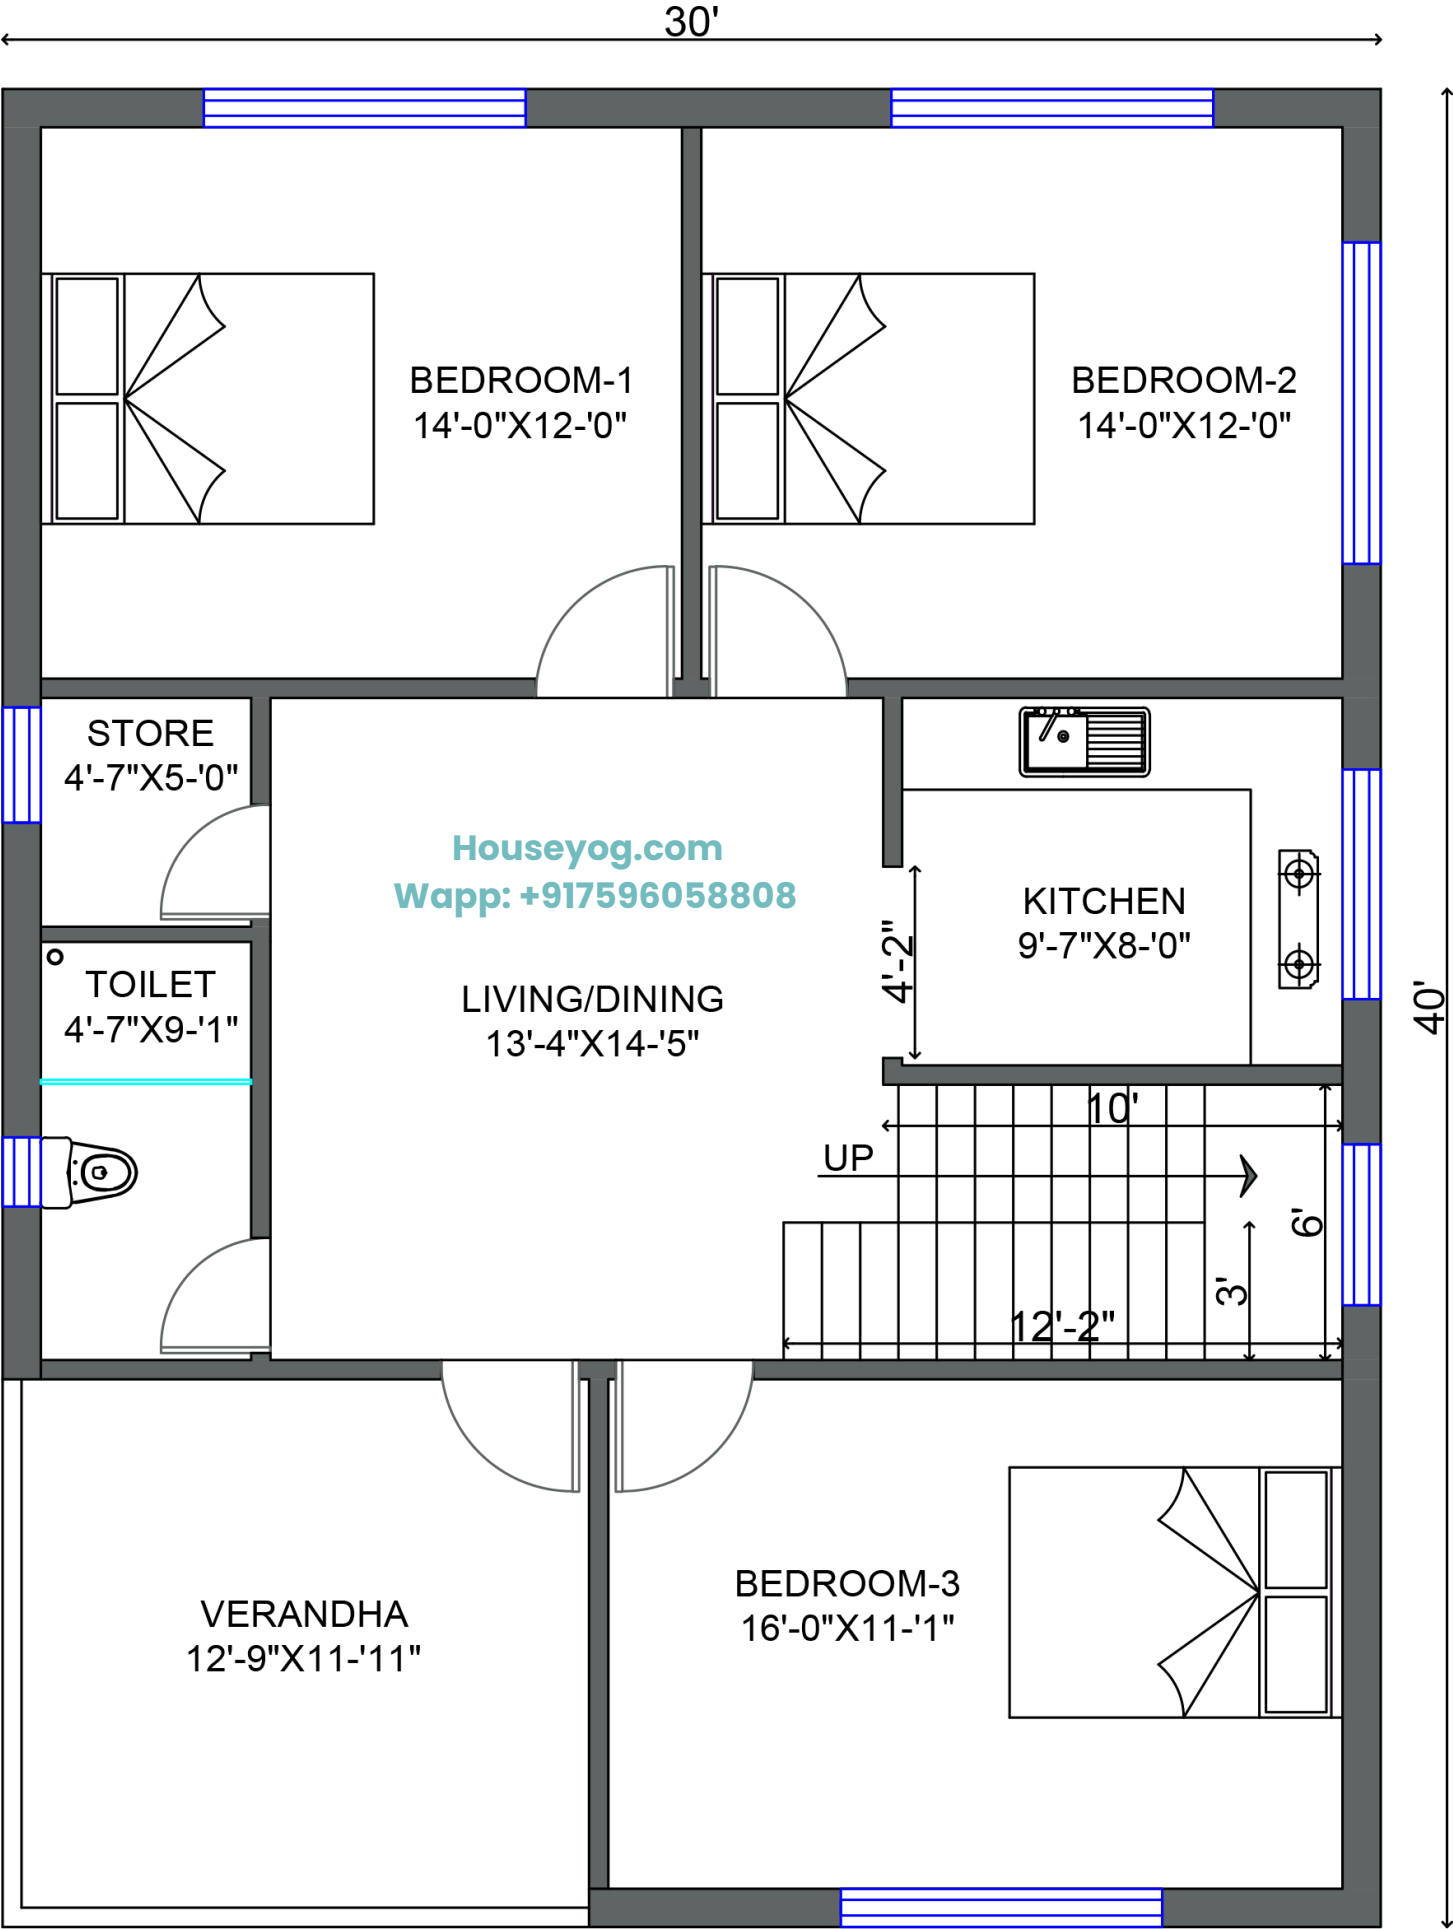 30'
BEDROOM-1
14'-0"X12-'0"
BEDROOM-2
14'-0"X12-'0"
STORE
4'-7"X5-'0"
Houseyog.com
Wapp: +917596058808
KITCHEN
9'-7"X8-'0"
4'-2"
TOILET
4'-7"X9-'1"
LIVING/DINING
13'-4"X14-'5"
40'
10'
UP
6'
3'
12'-2"
BEDROOM-3
16'-0"X11-'1"
VERANDHA
12'-9"X11-'11"